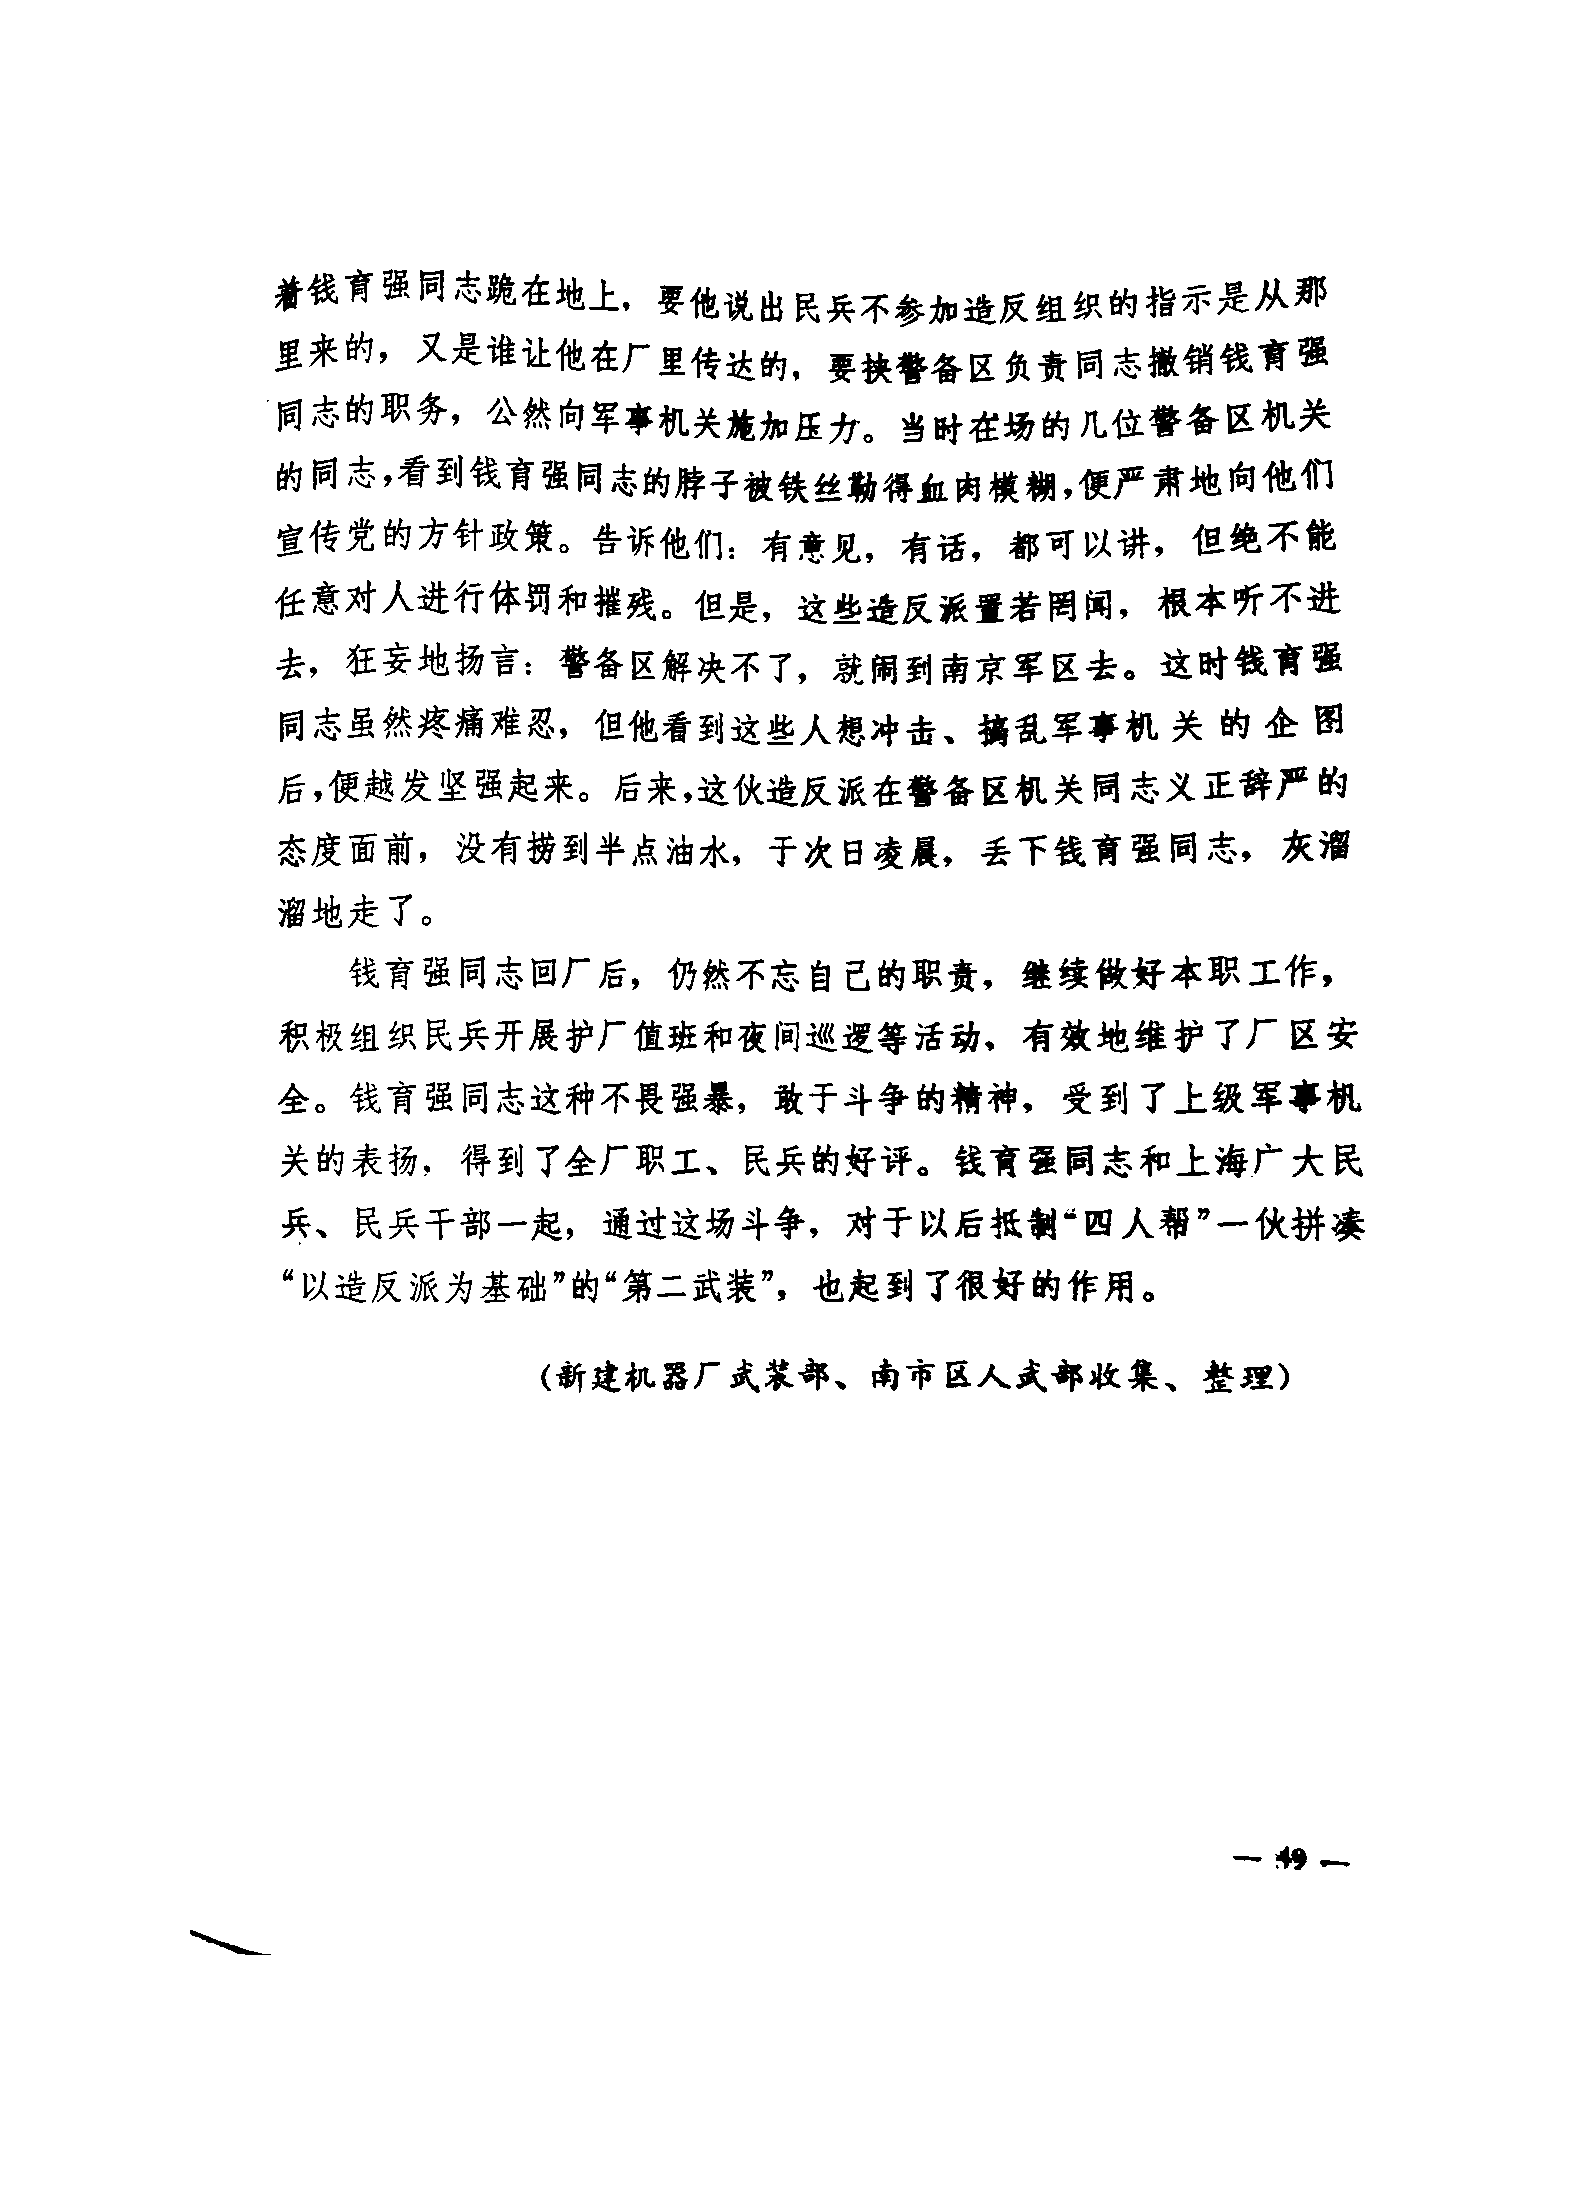 着钱育强同志跪在地上，要他说出民兵不参加造反组织的指示是从那
里来的，又是谁让他在厂里传达的，要挟警备区负责同志撤销钱育强
同志的职务，公然向军事机关施加压力。当时在场的几位警备区机关
的同志，看到钱育强同志的脖子被铁丝勒得血肉模糊，便严肃地向他们
宣传党的方针政策。告诉他们：有意见，有话，都可以讲，但绝不能
任意对人进行体罚和摧残。但是，这些造反派置若罔闻，根本听不进
去，狂妄地扬言：警备区解决不了，就闹到南京军区去。这时钱育强
同志虽然疼痛难忍，但他看到这些人想冲击、搞乱军事机关的企图
后，便越发坚强起来。后来，这伙造反派在警备区机关同志义正辞严的
态度面前，没有捞到半点油水，于次日凌晨，丢下钱育强同志，灰溜
溜地走了。
钱育强同志回厂后，仍然不忘自己的职责，继续做好本职工作，
积极组织民兵开展护厂值班和夜间巡逻等活动、有效地维护了厂区安
全。钱育强同志这种不畏强暴，敢于斗争的精神，受到了上级军事机
关的表扬，得到了全厂职工、民兵的好评。钱育强同志和上海广大民
兵、民兵干部一起，通过这场斗争，对于以后抵制“四人帮”一伙拼凑
“以造反派为基础”的“第二武装”，也起到了很好的作用。
（新建机器厂武装部、南市区人武部收集、整理）
— 49 —